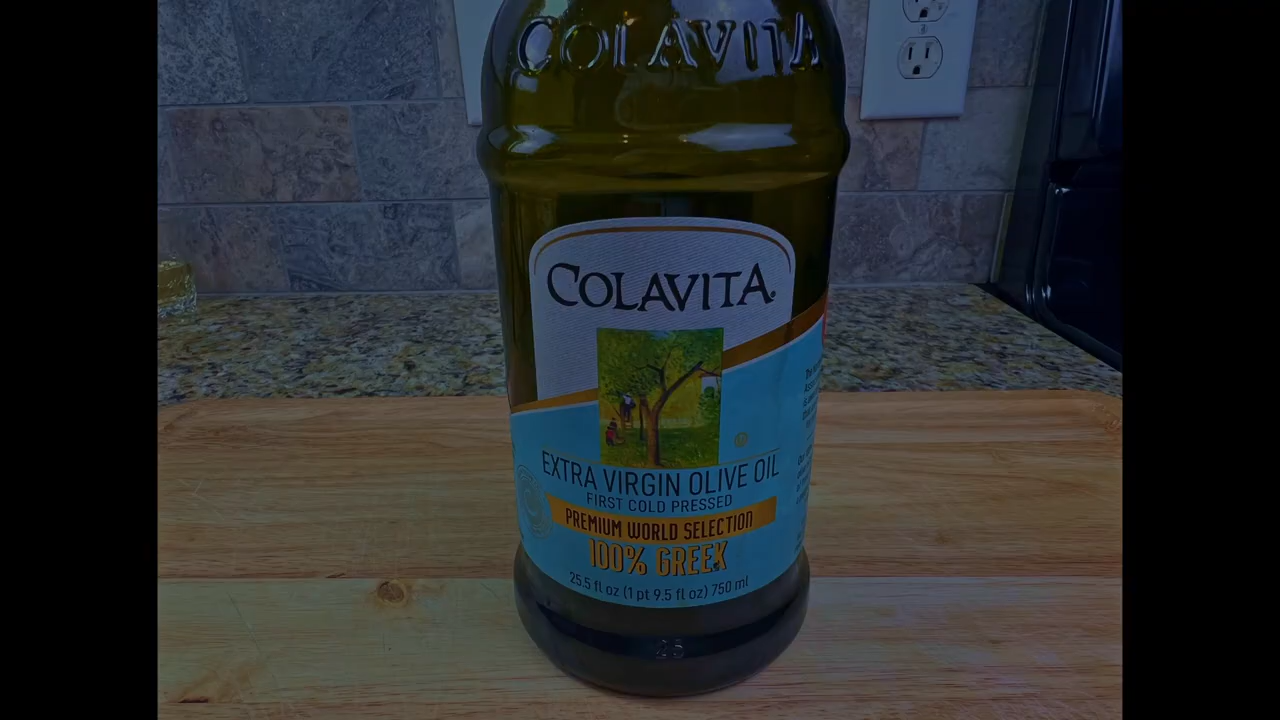 COLAVITA
COLAVITA
EXTRA VIRGIN OLIVE OIL
FIRST COLD PRESSED
PREMIUM WORLD SELECTION
100% GREEK
25.5 fl oz (1 pt 9.5 fl oz) 750 ml